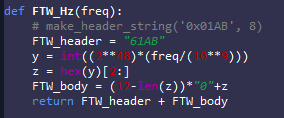 def FTW_Hz(freq):
    # make_header_string('0x01AB', 8)
    FTW_header = "61AB"
    y = int((2**48)*(freq/(10**9)))
    z = hex(y)[2:]
    FTW_body = (12-len(z))*"0"+z
    return FTW_header + FTW_body